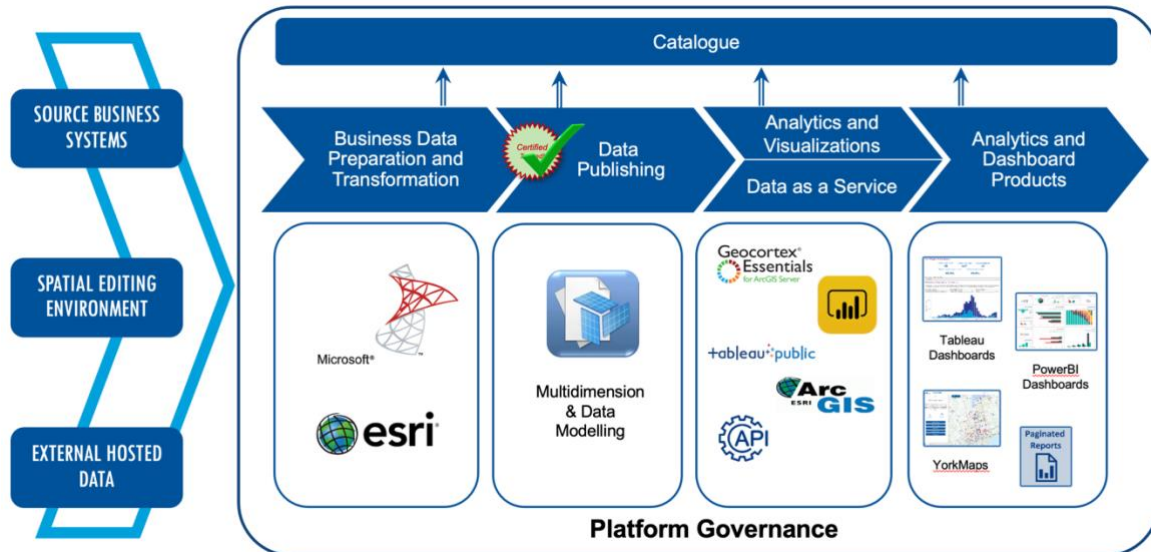 Catalogue
SOURCE BUSINESS
SYSTEMS
SPATIAL EDITING
ENVIRONMENT
EXTERNAL HOSTED
DATA
Business Data
Preparation and
Transformation
Certified
Data
Publishing
Analytics and
Visualizations
Data as a Service
Analytics and
Dashboard
Products
Microsoft®
esri®
Multidimension
& Data
Modelling
Geocortex®
Essentials
for ArcGIS Server
+ableau public
Arc
ESRI GIS
API
Tableau
Dashboards
PowerBI
Dashboards
YorkMaps
Paginated
Reports
Platform Governance